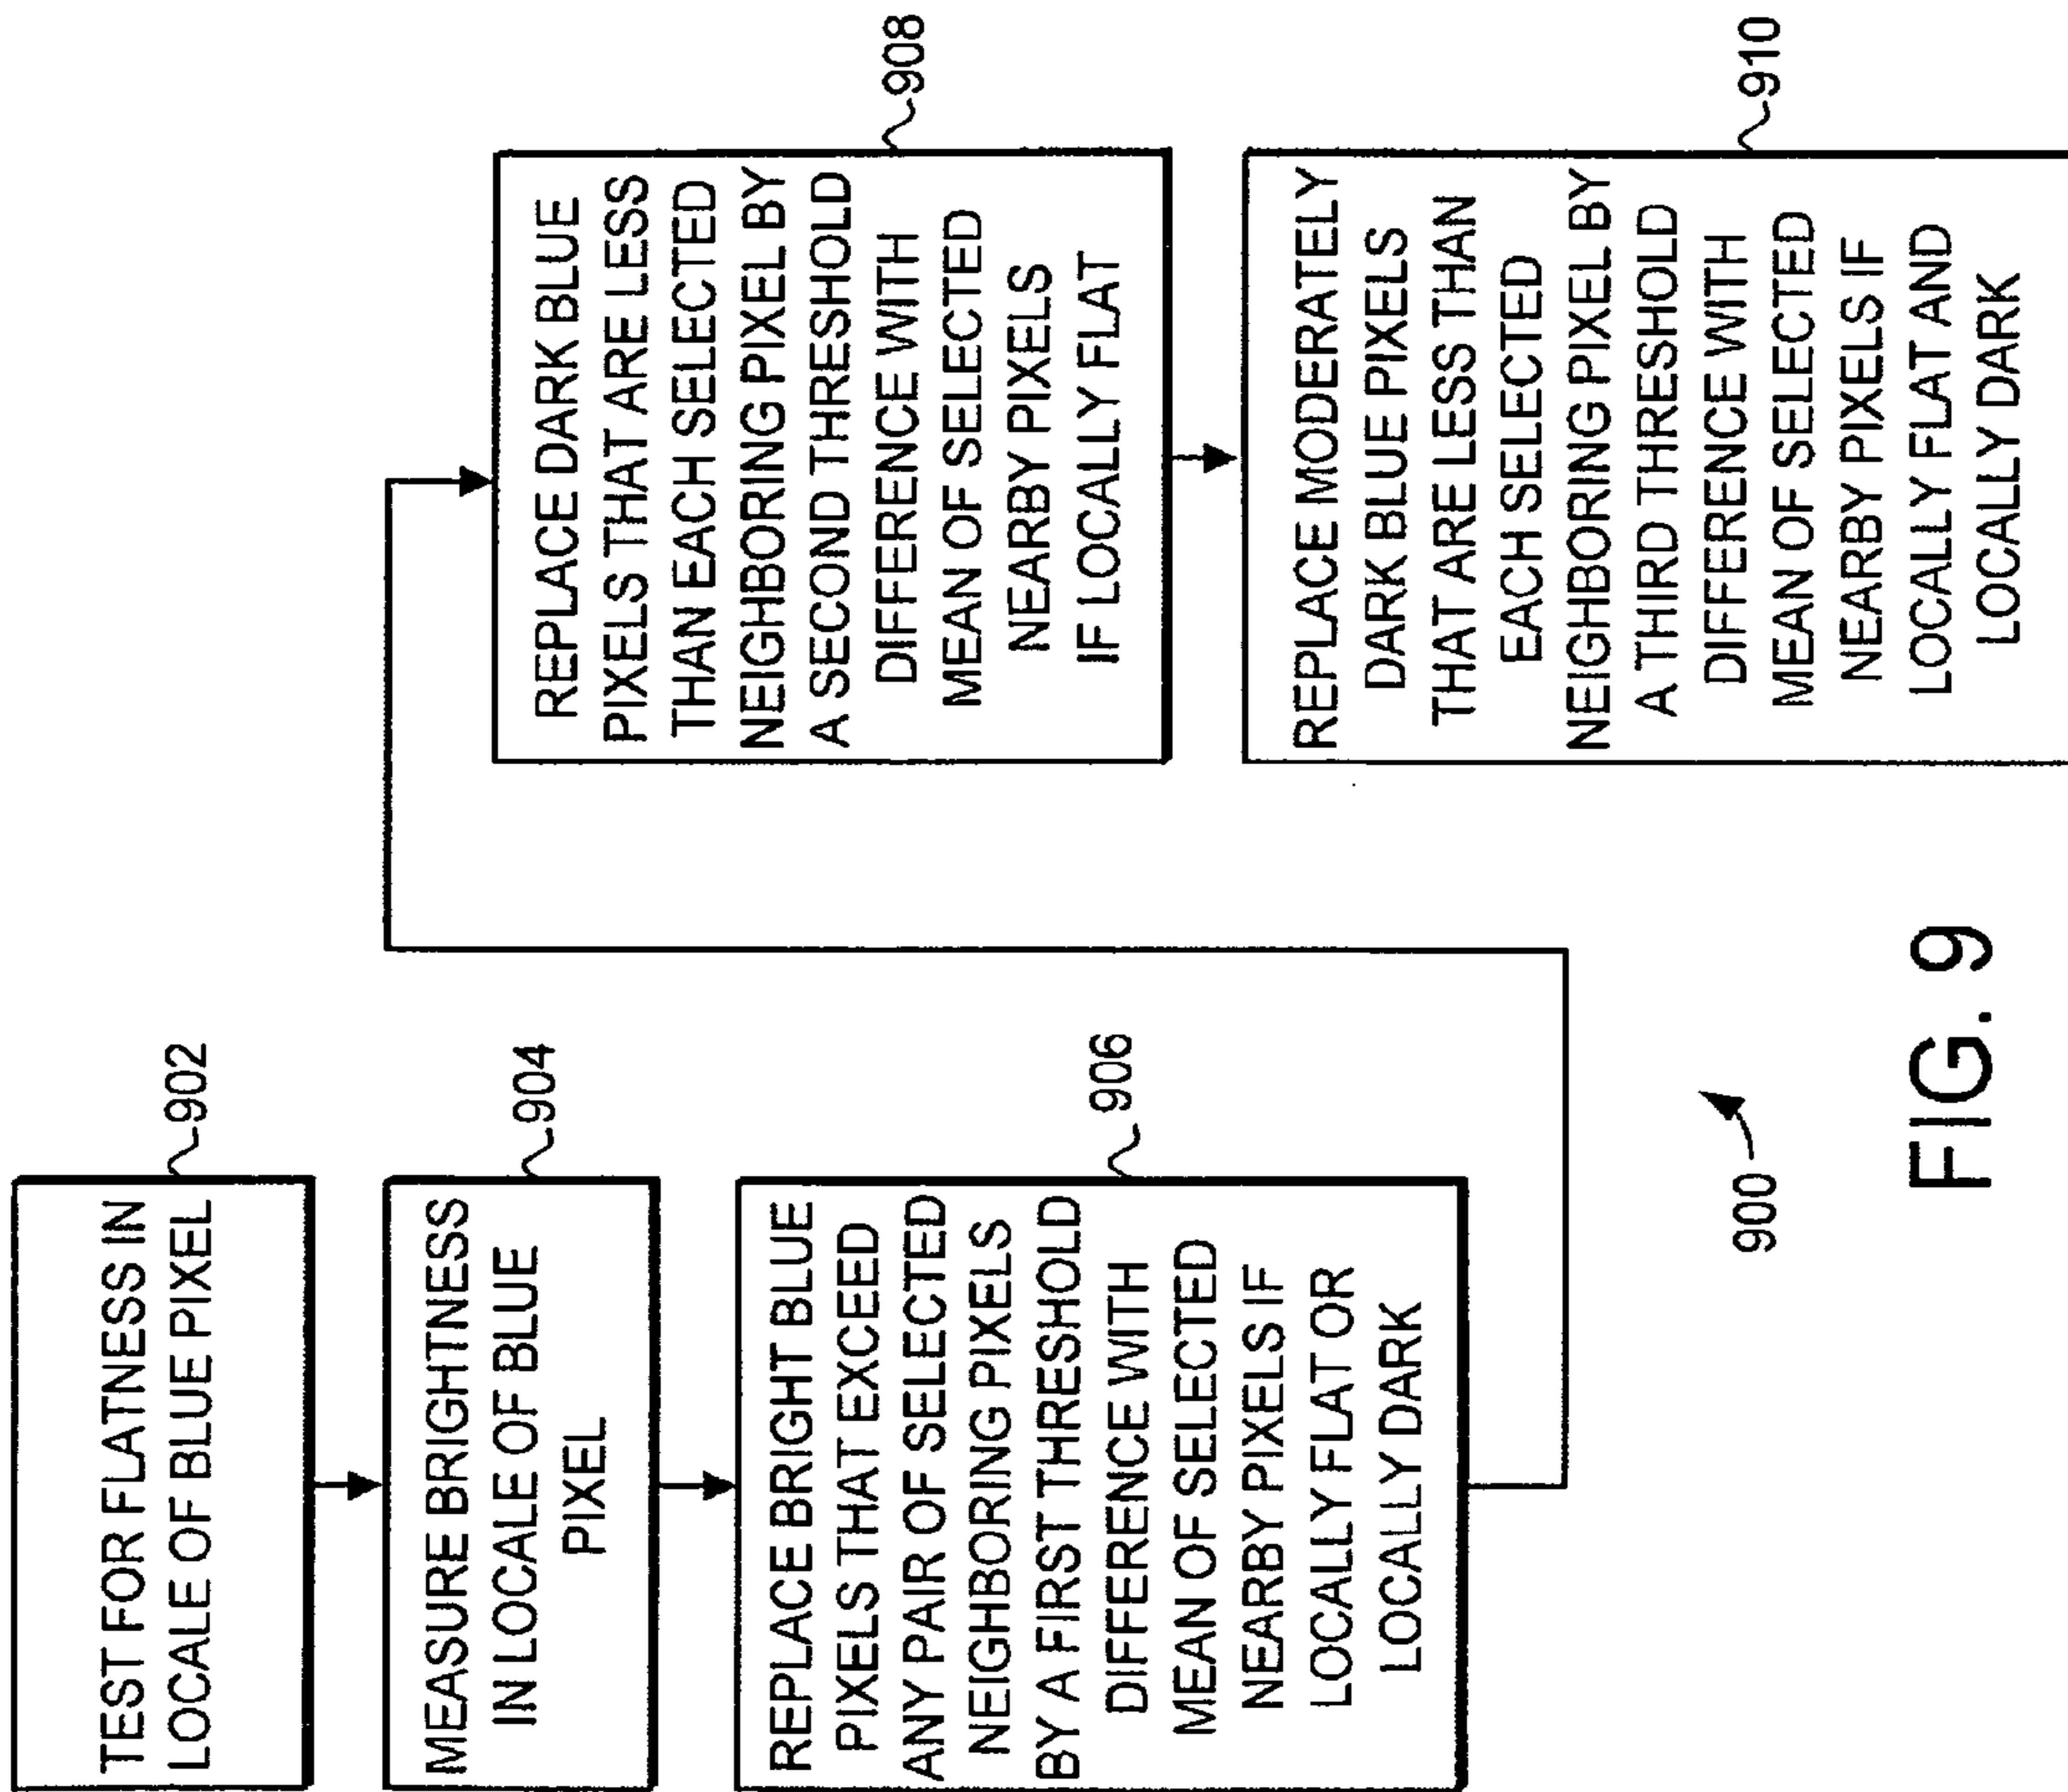 TEST FOR FLATNESS IN
LOCALE OF BLUE PIXEL
902
MEASURE BRIGHTNESS
IN LOCALE OF BLUE
PIXEL
904
REPLACE BRIGHT BLUE
PIXELS THAT EXCEED
ANY PAIR OF SELECTED
NEIGHBORING PIXELS
BY A FIRST THRESHOLD
DIFFERENCE WITH
MEAN OF SELECTED
NEARBY PIXELS IF
LOCALLY FLAT OR
LOCALLY DARK
906
REPLACE DARK BLUE
PIXELS THAT ARE LESS
THAN EACH SELECTED
NEIGHBORING PIXEL BY
A SECOND THRESHOLD
DIFFERENCE WITH
MEAN OF SELECTED
NEARBY PIXELS
IF LOCALLY FLAT
908
REPLACE MODERATELY
DARK BLUE PIXELS
THAT ARE LESS THAN
EACH SELECTED
NEIGHBORING PIXEL BY
A THIRD THRESHOLD
DIFFERENCE WITH
MEAN OF SELECTED
NEARBY PIXELS IF
LOCALLY FLAT AND
LOCALLY DARK
910
900
FIG. 9